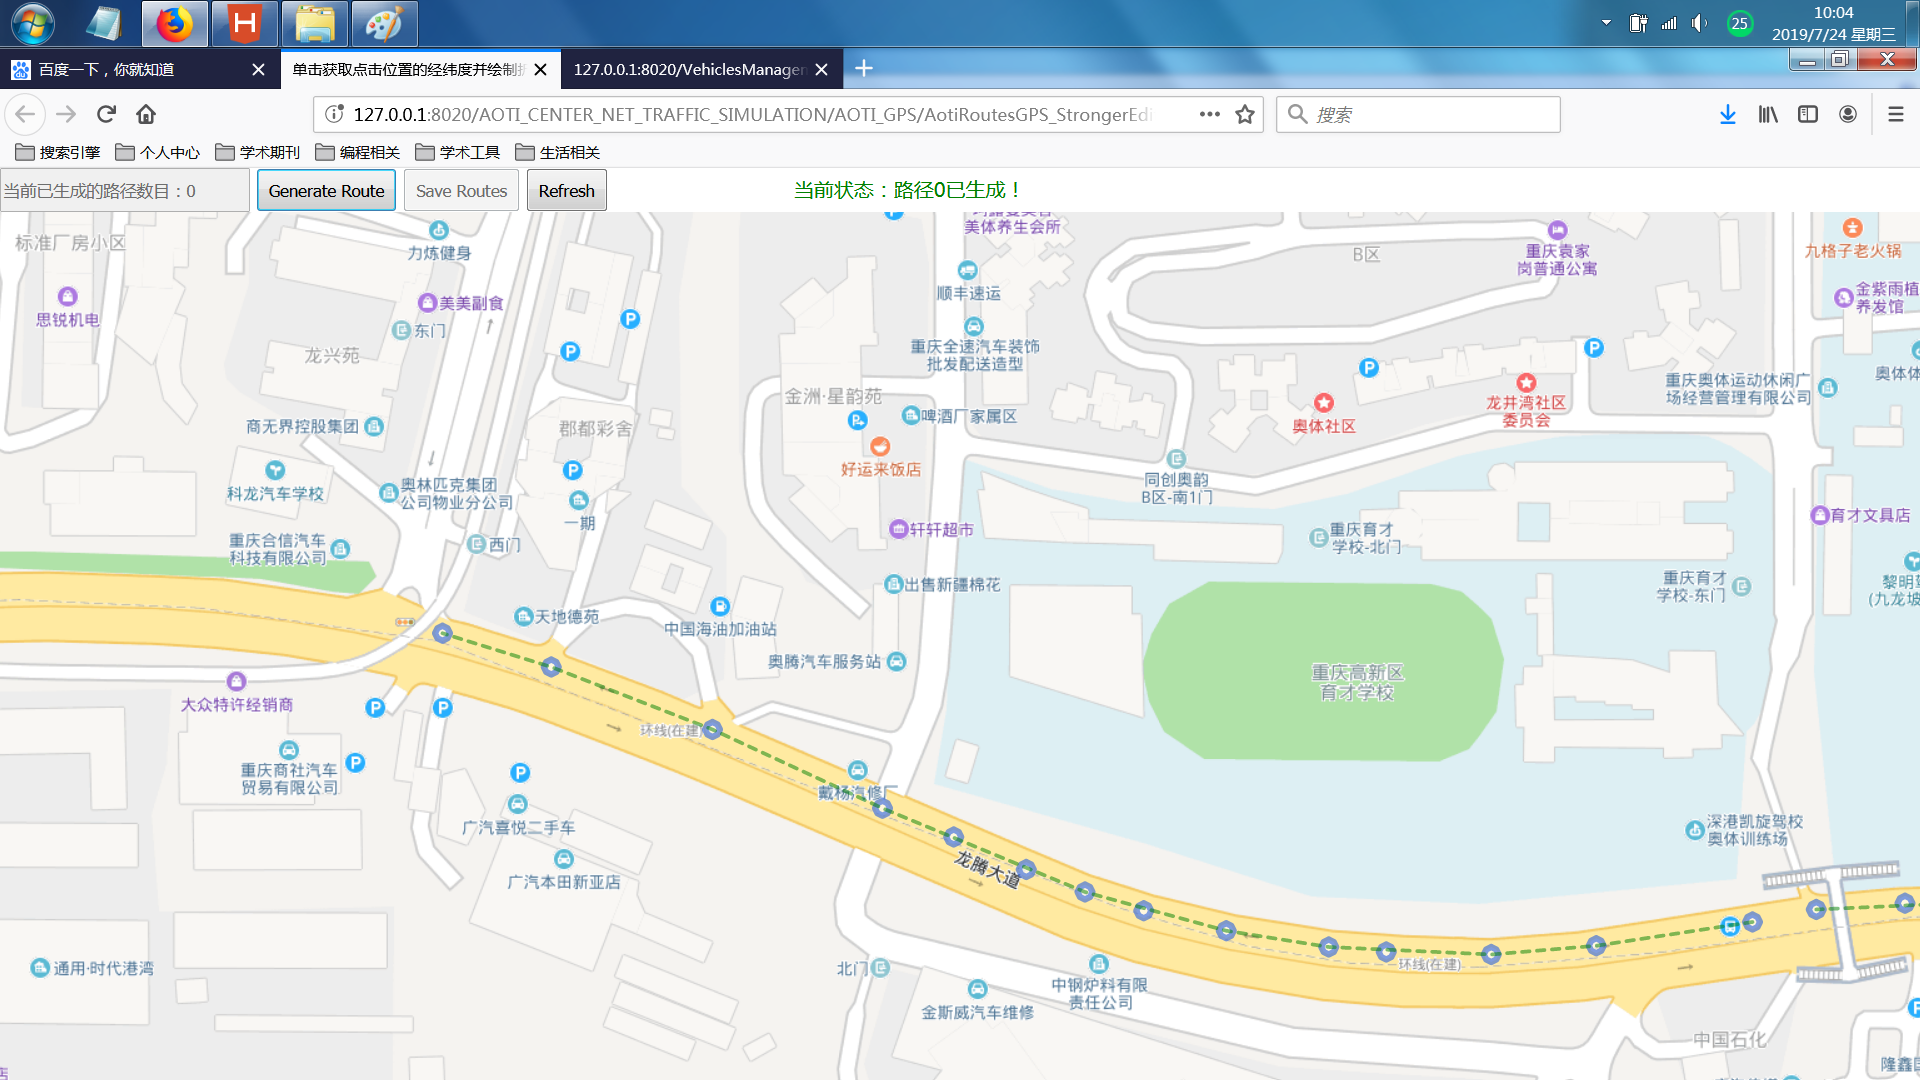 10:04
25
2019/7/24 星期三
百度一下，你就知道
单击获取点击位置的经纬度并绘制折
127.0.0.1:8020/VehiclesManager
127.0.0.1:8020/AOTI_CENTER_NET_TRAFFIC_SIMULATION/AOTI_GPS/AotiRoutesGPS_StrongerEdi
搜索
搜索引擎
个人中心
学术期刊
编程相关
学术工具
生活相关
当前已生成的路径数目：0
Generate Route
Save Routes
Refresh
当前状态：路径0已生成！
美体养生会所
标准厂房小区
力炼健身
B区
重庆袁家
岗普通公寓
九格子老火锅
思锐机电
美美副食
东门
顺丰速运
金紫雨植
养发馆
龙兴苑
重庆全速汽车装饰
批发配送造型
金洲·星韵苑
啤酒厂家属区
重庆奥体运动休闲广
场经营管理有限公司
奥体体
龙井湾社区
委员会
奥体社区
商无界控股集团
郡都彩舍
好运来饭店
科龙汽车学校
奥林匹克集团
公司物业分公司
一期
同创奥韵
B区-南1门
轩轩超市
重庆育才
学校-北门
育才文具店
重庆合信汽车
科技有限公司
西门
出售新疆棉花
重庆育才
学校-东门
黎明
(九龙坡
天地德苑
中国海油加油站
奥腾汽车服务站
重庆高新区
育才学校
大众特许经销商
环线(在建)
重庆商社汽车
贸易有限公司
戴杨汽修厂
广汽喜悦二手车
深港凯旋驾校
奥体训练场
龙腾大道
广汽本田新亚店
通用·时代港湾
北门
环线(在建)
中钢炉料有限
责任公司
金斯威汽车维修
中国石化
隆鑫
店